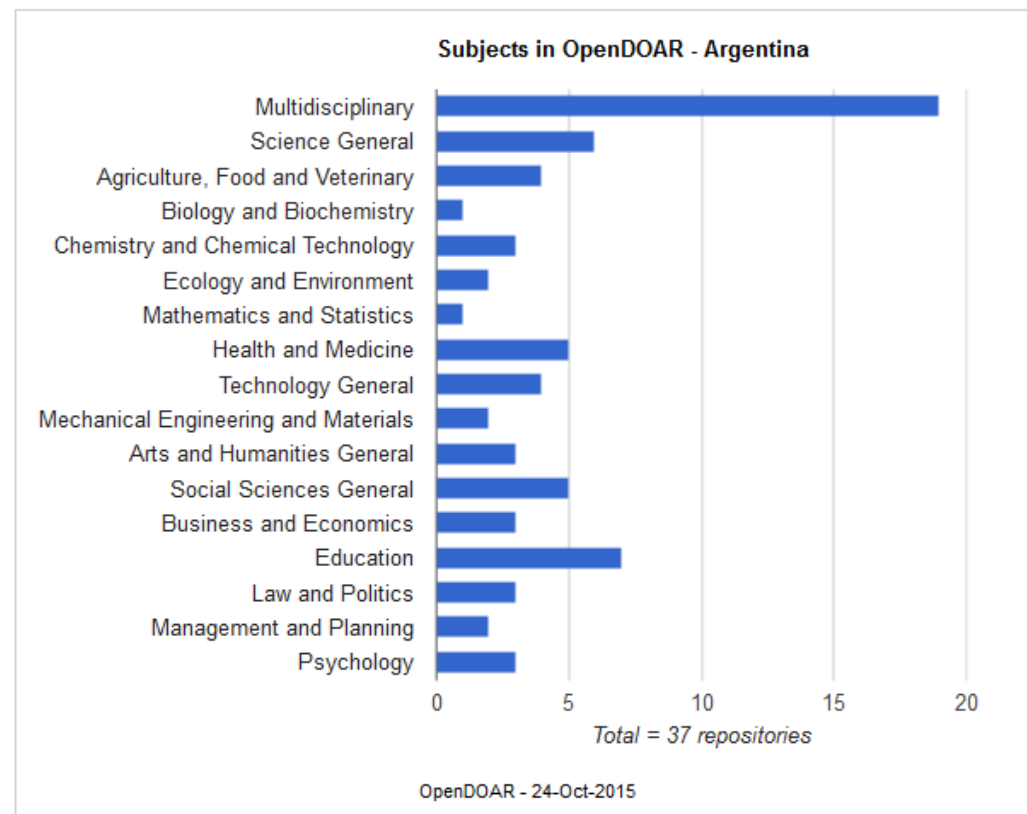 Subjects in OpenDOAR - Argentina
Multidisciplinary
Science General
Agriculture, Food and Veterinary
Biology and Biochemistry
Chemistry and Chemical Technology
Ecology and Environment
Mathematics and Statistics
Health and Medicine
Technology General
Mechanical Engineering and Materials
Arts and Humanities General
Social Sciences General
Business and Economics
Education
Law and Politics
Management and Planning
Psychology
0 5 10 15 20
Total = 37 repositories
OpenDOAR - 24-Oct-2015